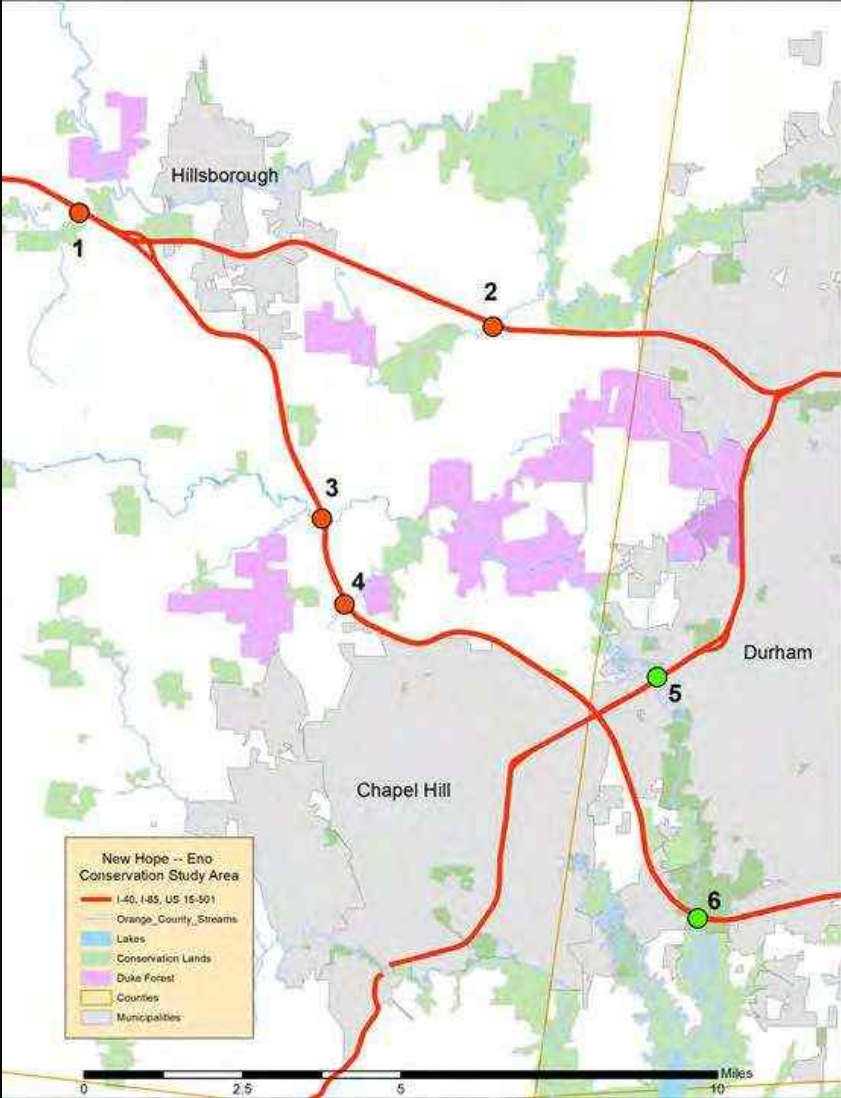 Hillsborough
1
2
3
4
Durham
5
Chapel Hill
New Hope -- Eno
Conservation Study Area
I-40, I-85, US 15-501
Orange_County_Streams
Lakes
Conservation Lands
Duke Forest
Counties
Municipalities
6
Miles
0 2.5 5 10